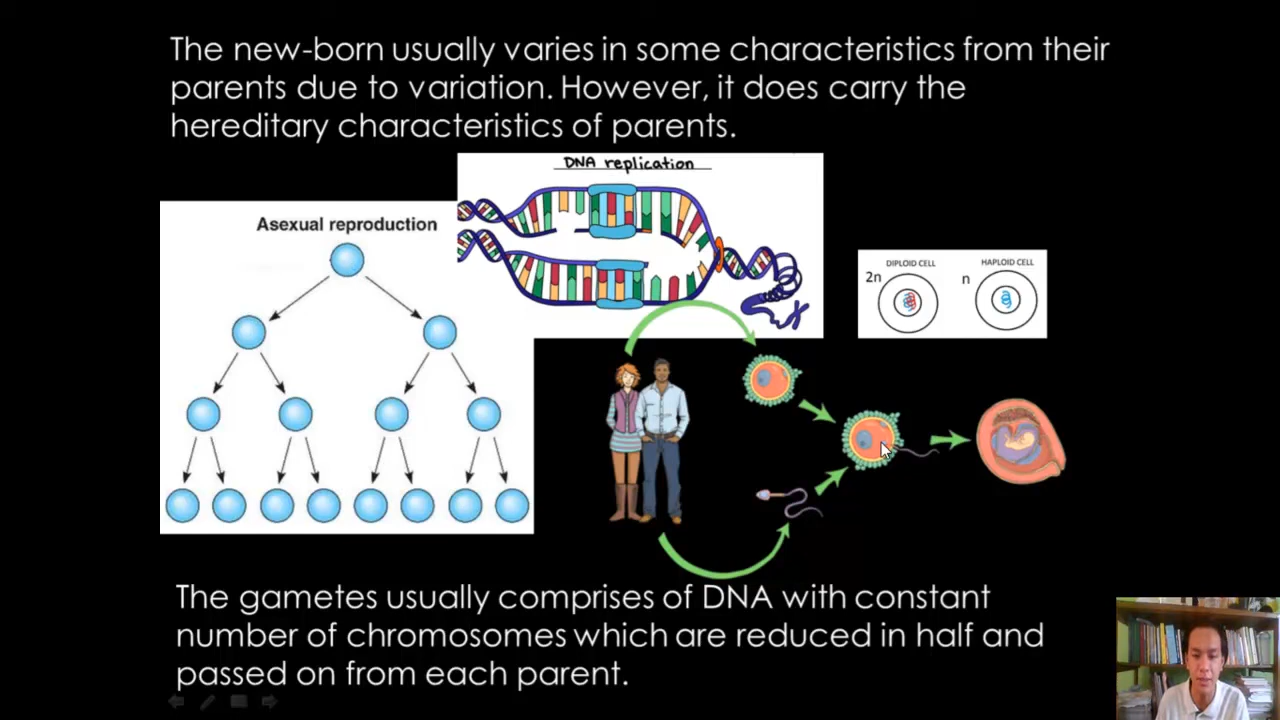 The new-born usually varies in some characteristics from their
parents due to variation. However, it does carry the
hereditary characteristics of parents.
DNA replication
Asexual reproduction
DIPLOID CELL
HAPLOID CELL
2n
n
The gametes usually comprises of DNA with constant
number of chromosomes which are reduced in half and
passed on from each parent.